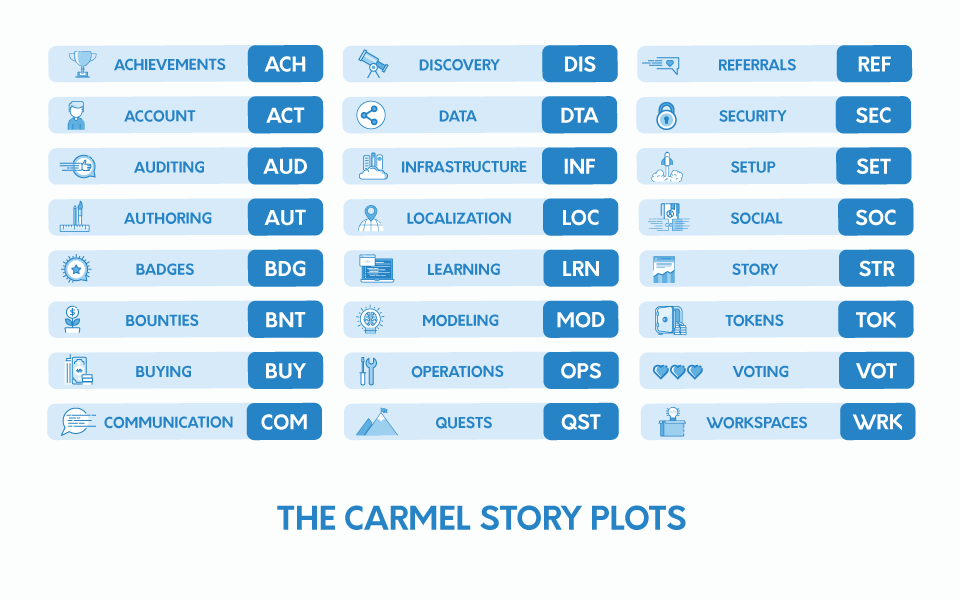 ACHIEVEMENTS ACH
ACCOUNT ACT
AUDITING AUD
AUTHORING AUT
BADGES BDG
BOUNTIES BNT
BUYING BUY
COMMUNICATION COM
DISCOVERY DIS
DATA DTA
INFRASTRUCTURE INF
LOCALIZATION LOC
LEARNING LRN
MODELING MOD
OPERATIONS OPS
QUESTS QST
REFERRALS REF
SECURITY SEC
SETUP SET
SOCIAL SOC
STORY STR
TOKENS TOK
VOTING VOT
WORKSPACES WRK
THE CARMEL STORY PLOTS